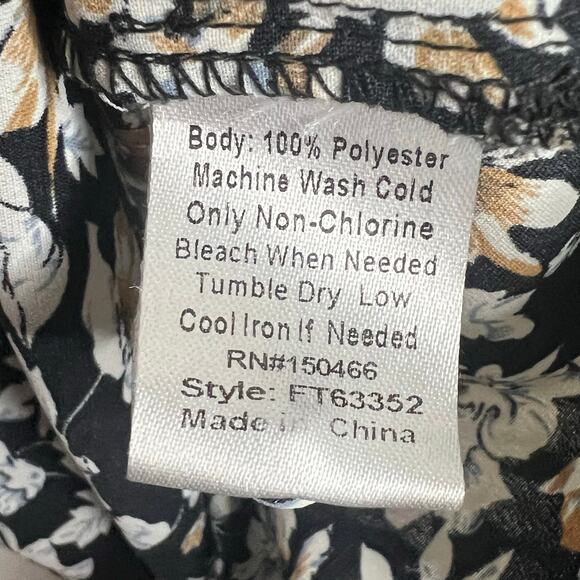 Body: 100% Polyester
Machine Wash Cold
Only Non-Chlorine
Bleach When Needed
Tumble Dry Low
Cool Iron If Needed
RN#150466
Style: FT63352
Made in China